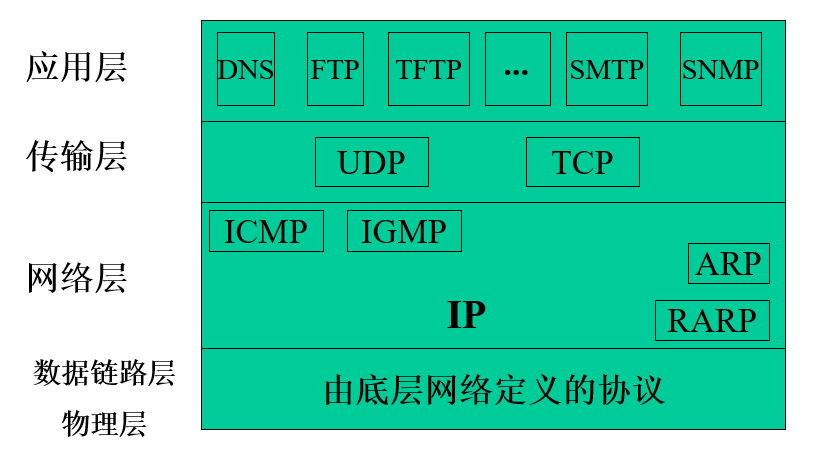 应用层 DNS FTP TFTP ... SMTP SNMP
传输层 UDP TCP
ICMP IGMP
网络层 ARP
IP RARP
数据链路层
由底层网络定义的协议
物理层